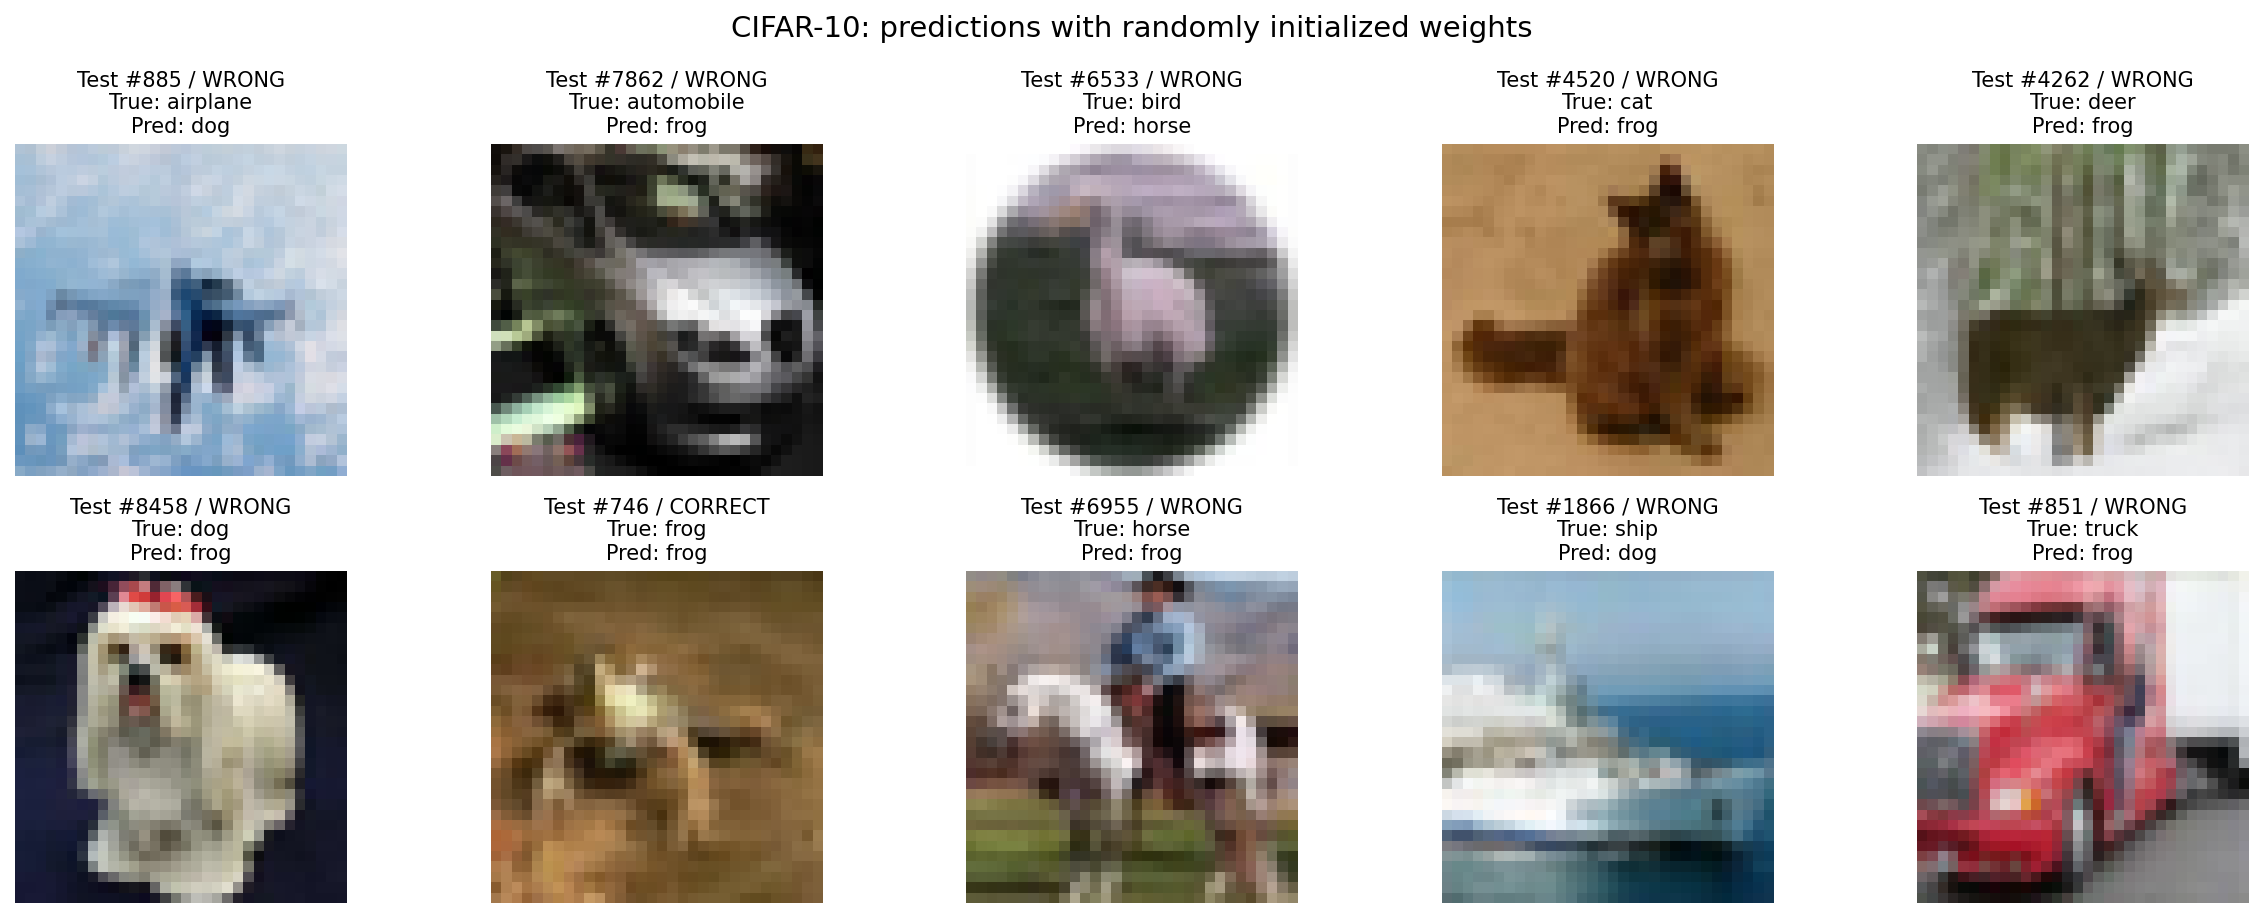 CIFAR-10: predictions with randomly initialized weights
Test #885 / WRONG
True: airplane
Pred: dog
Test #7862 / WRONG
True: automobile
Pred: frog
Test #6533 / WRONG
True: bird
Pred: horse
Test #4520 / WRONG
True: cat
Pred: frog
Test #4262 / WRONG
True: deer
Pred: frog
Test #8458 / WRONG
True: dog
Pred: frog
Test #746 / CORRECT
True: frog
Pred: frog
Test #6955 / WRONG
True: horse
Pred: frog
Test #1866 / WRONG
True: ship
Pred: dog
Test #851 / WRONG
True: truck
Pred: frog